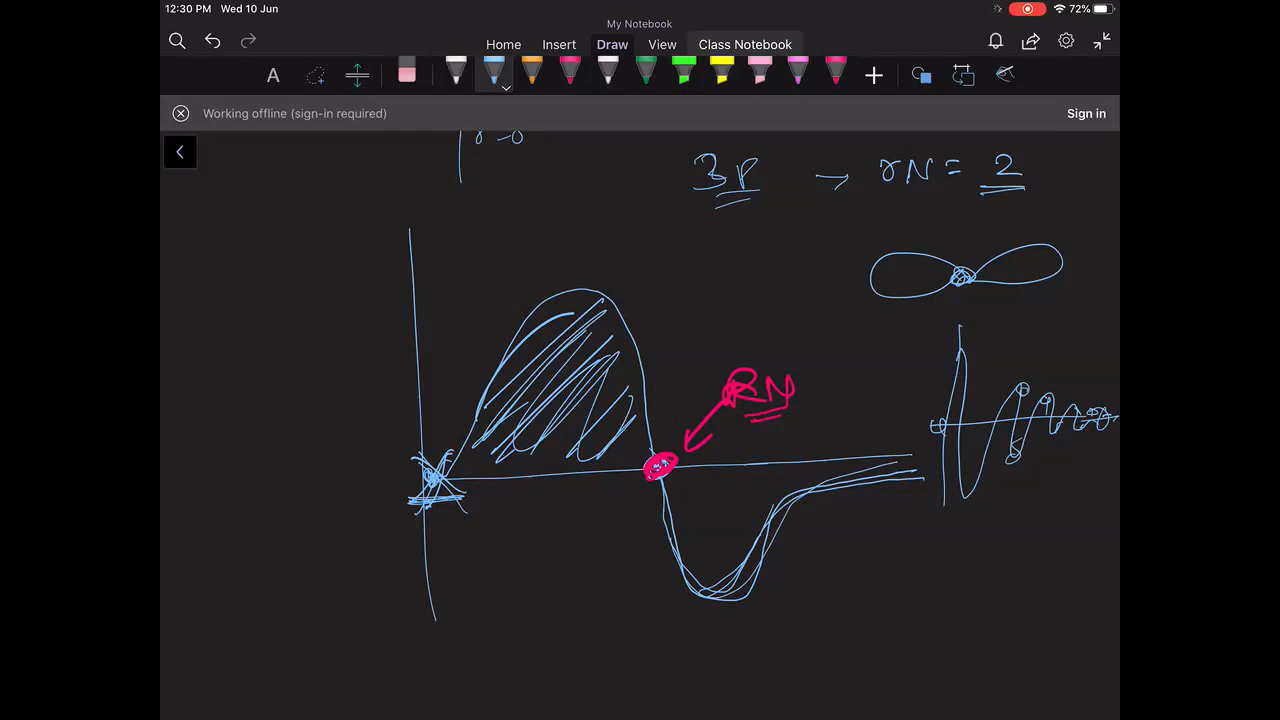 12:30 PM Wed 10 Jun
72%
My Notebook
Home Insert Draw View Class Notebook
A
Working offline (sign-in required)
Sign in
3P → rN = 2
RN